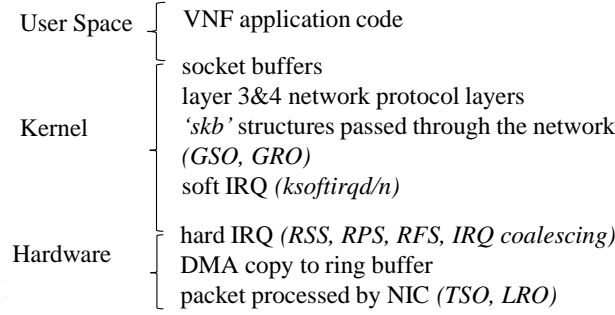 User Space
VNF application code
Kernel
socket buffers
layer 3&4 network protocol layers
‘skb’ structures passed through the network
(GSO, GRO)
soft IRQ (ksoftirqd/n)
Hardware
hard IRQ (RSS, RPS, RFS, IRQ coalescing)
DMA copy to ring buffer
packet processed by NIC (TSO, LRO)